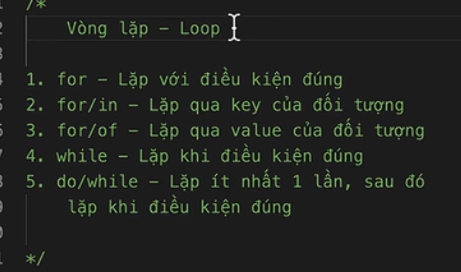 /*
Vòng lặp – Loop
1. for – Lặp với điều kiện đúng
2. for/in – Lặp qua key của đối tượng
3. for/of – Lặp qua value của đối tượng
4. while – Lặp khi điều kiện đúng
5. do/while – Lặp ít nhất 1 lần, sau đó
lặp khi điều kiện đúng
*/